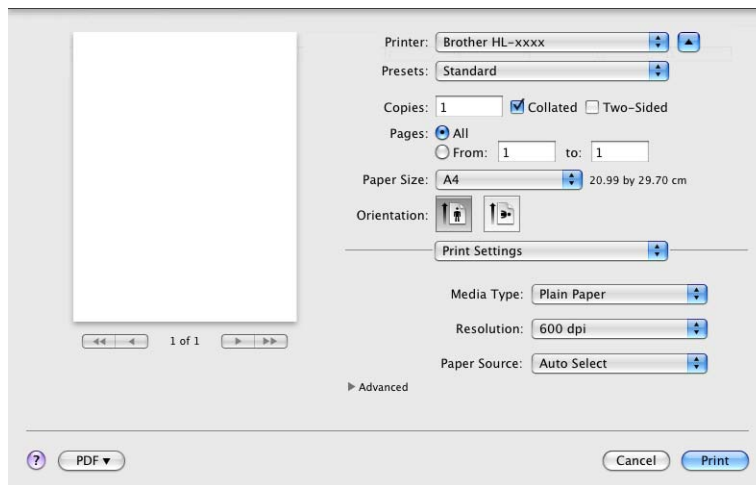 Printer: Brother HL-xxxx
Presets: Standard
Copies: 1 Collated Two-Sided
Pages: All
From: 1 to: 1
Paper Size: A4 20.99 by 29.70 cm
Orientation:
Print Settings
Media Type: Plain Paper
Resolution: 600 dpi
Paper Source: Auto Select
Advanced
1 of 1
? PDF▼ Cancel Print